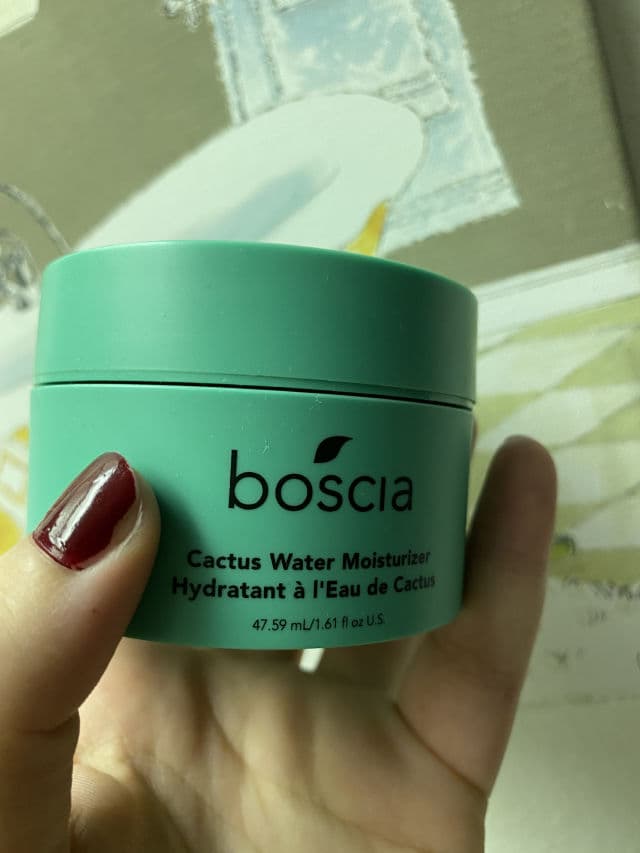 boscia
Cactus Water Moisturizer
Hydratant à l'Eau de Cactus
47.59 mL/1.61 fl oz U.S.